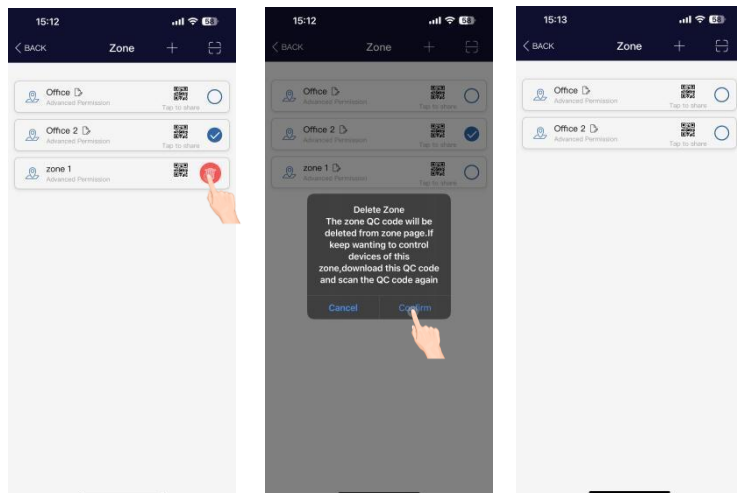 15:12
58
BACK
Zone
Office
Advanced Permission
Tap to share
Office 2
Advanced Permission
Tap to share
zone 1
Advanced Permission
15:12
58
BACK
Zone
Office
Advanced Permission
Tap to share
Office 2
Advanced Permission
Tap to share
zone 1
Advanced Permission
Tap to share
Delete Zone
The zone QC code will be
deleted from zone page.If
keep wanting to control
devices of this
zone,download this QC code
and scan the QC code again
Cancel
Confirm
15:13
58
BACK
Zone
Office
Advanced Permission
Tap to share
Office 2
Advanced Permission
Tap to share